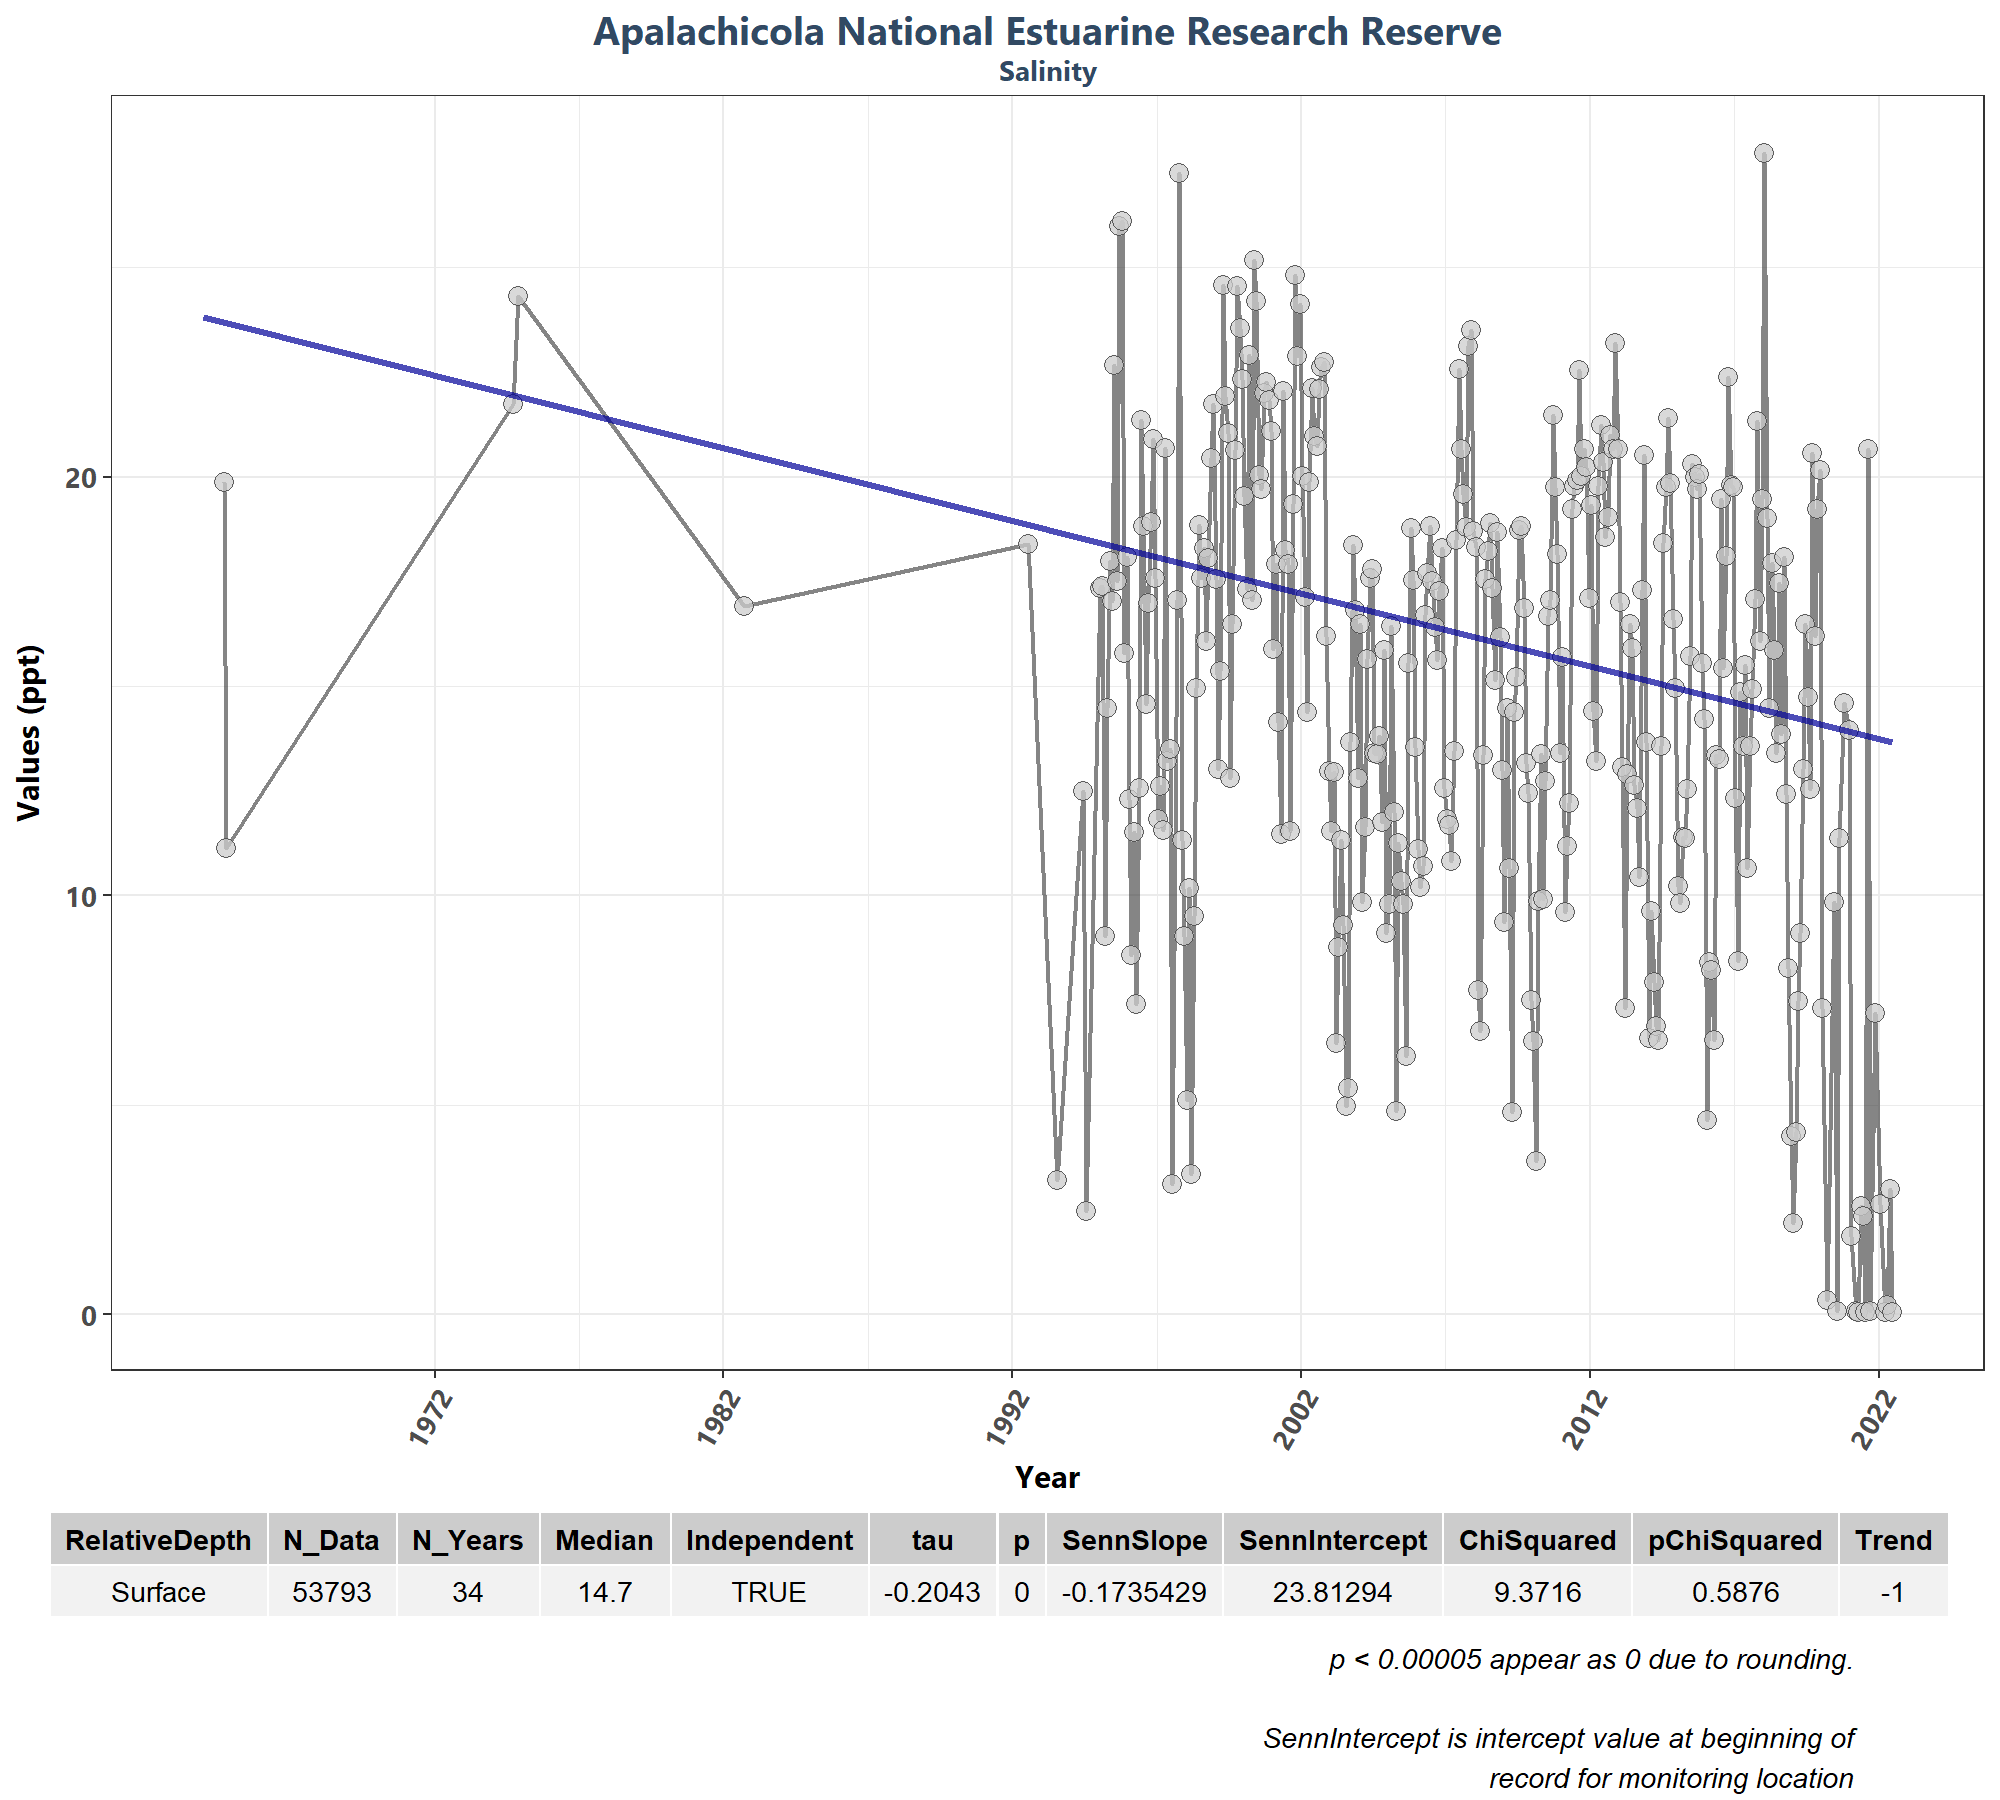 Apalachicola National Estuarine Research Reserve
Salinity
Values (ppt)
20
10
0
1972 1982 1992 2002 2012 2022
Year
RelativeDepth N_Data N_Years Median Independent tau p SennSlope SennIntercept ChiSquared pChiSquared Trend
Surface 53793 34 14.7 TRUE -0.2043 0 -0.1735429 23.81294 9.3716 0.5876 -1
p < 0.00005 appear as 0 due to rounding.
SennIntercept is intercept value at beginning of
record for monitoring location